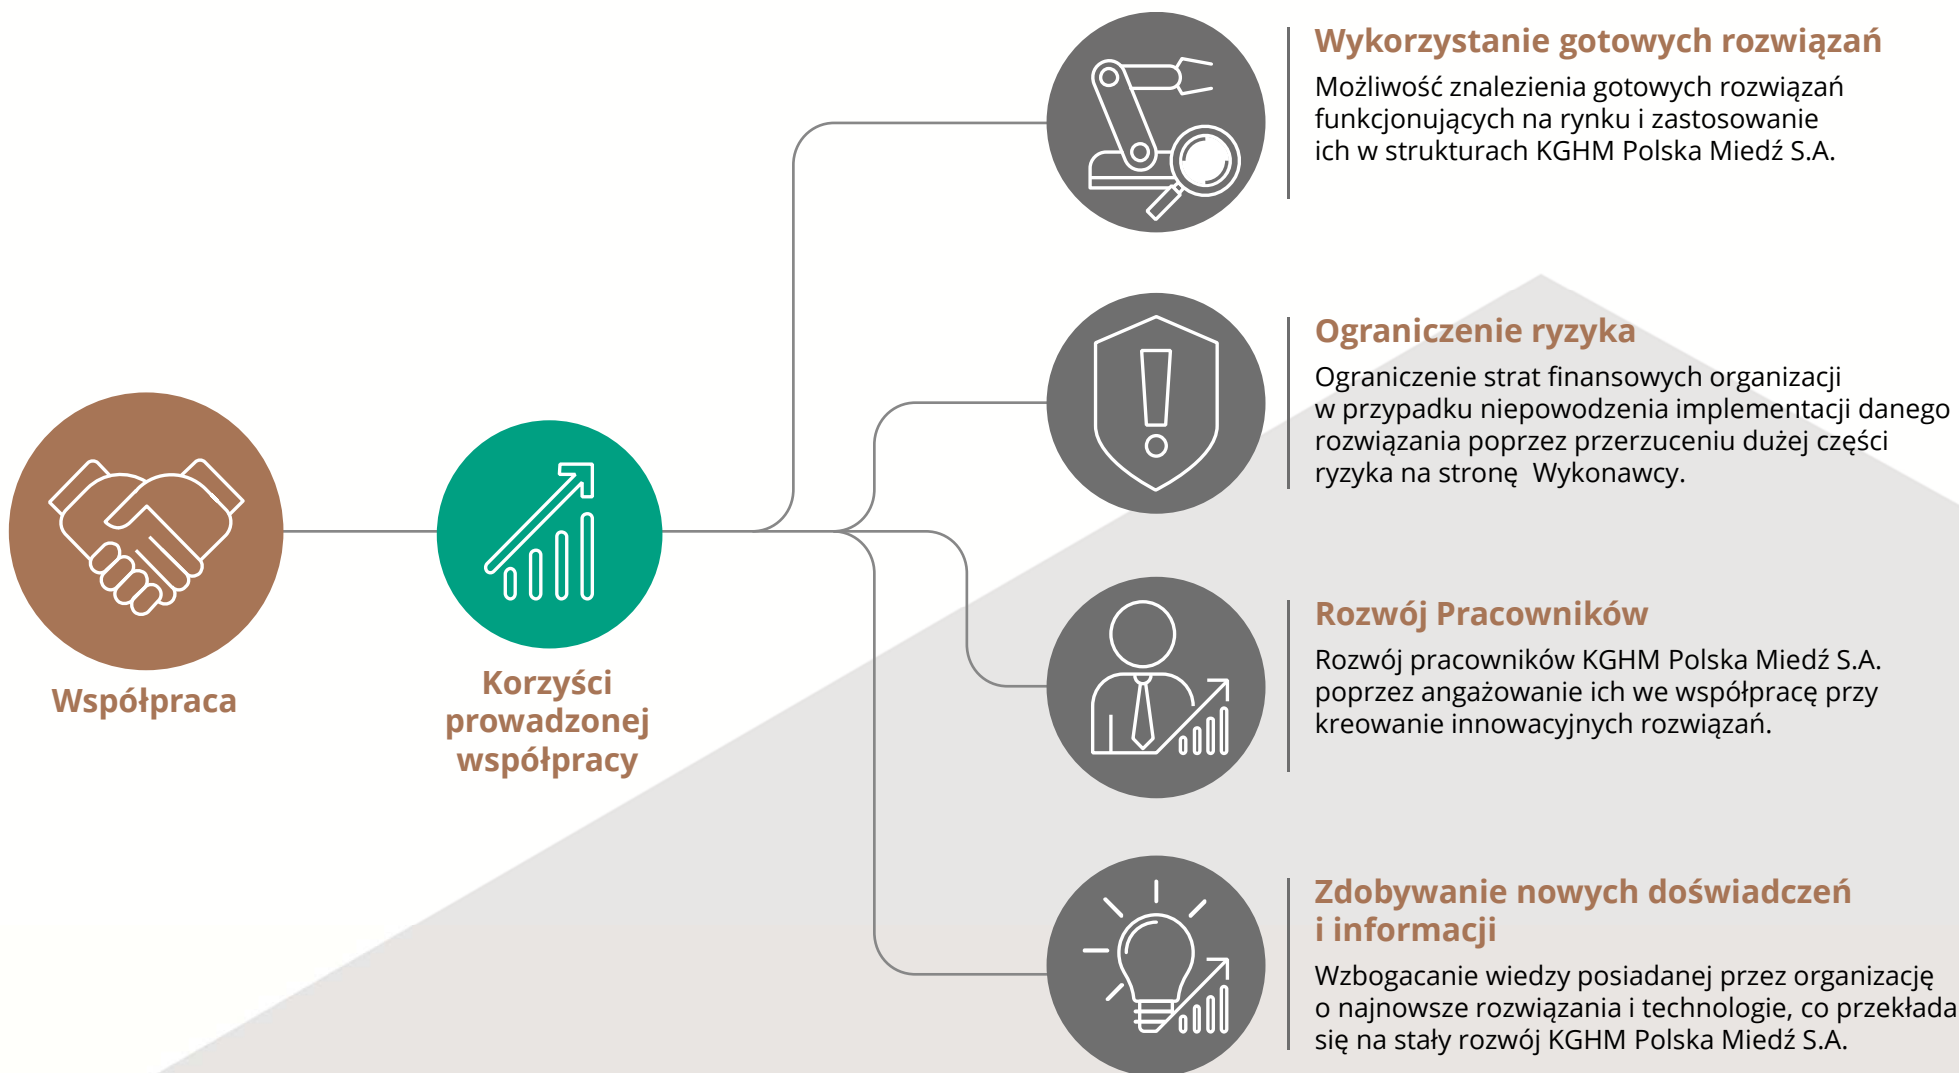 Współpraca
Korzyści
prowadzonej
współpracy
Wykorzystanie gotowych rozwiązań
Możliwość znalezienia gotowych rozwiązań
funkcjonujących na rynku i zastosowanie
ich w strukturach KGHM Polska Miedź S.A.
Ograniczenie ryzyka
Ograniczenie strat finansowych organizacji
w przypadku niepowodzenia implementacji danego
rozwiązania poprzez przerzuceniu dużej części
ryzyka na stronę  Wykonawcy.
Rozwój Pracowników
Rozwój pracowników KGHM Polska Miedź S.A.
poprzez angażowanie ich we współpracę przy
kreowanie innowacyjnych rozwiązań.
Zdobywanie nowych doświadczeń
i informacji
Wzbogacanie wiedzy posiadanej przez organizację
o najnowsze rozwiązania i technologie, co przekłada
się na stały rozwój KGHM Polska Miedź S.A.